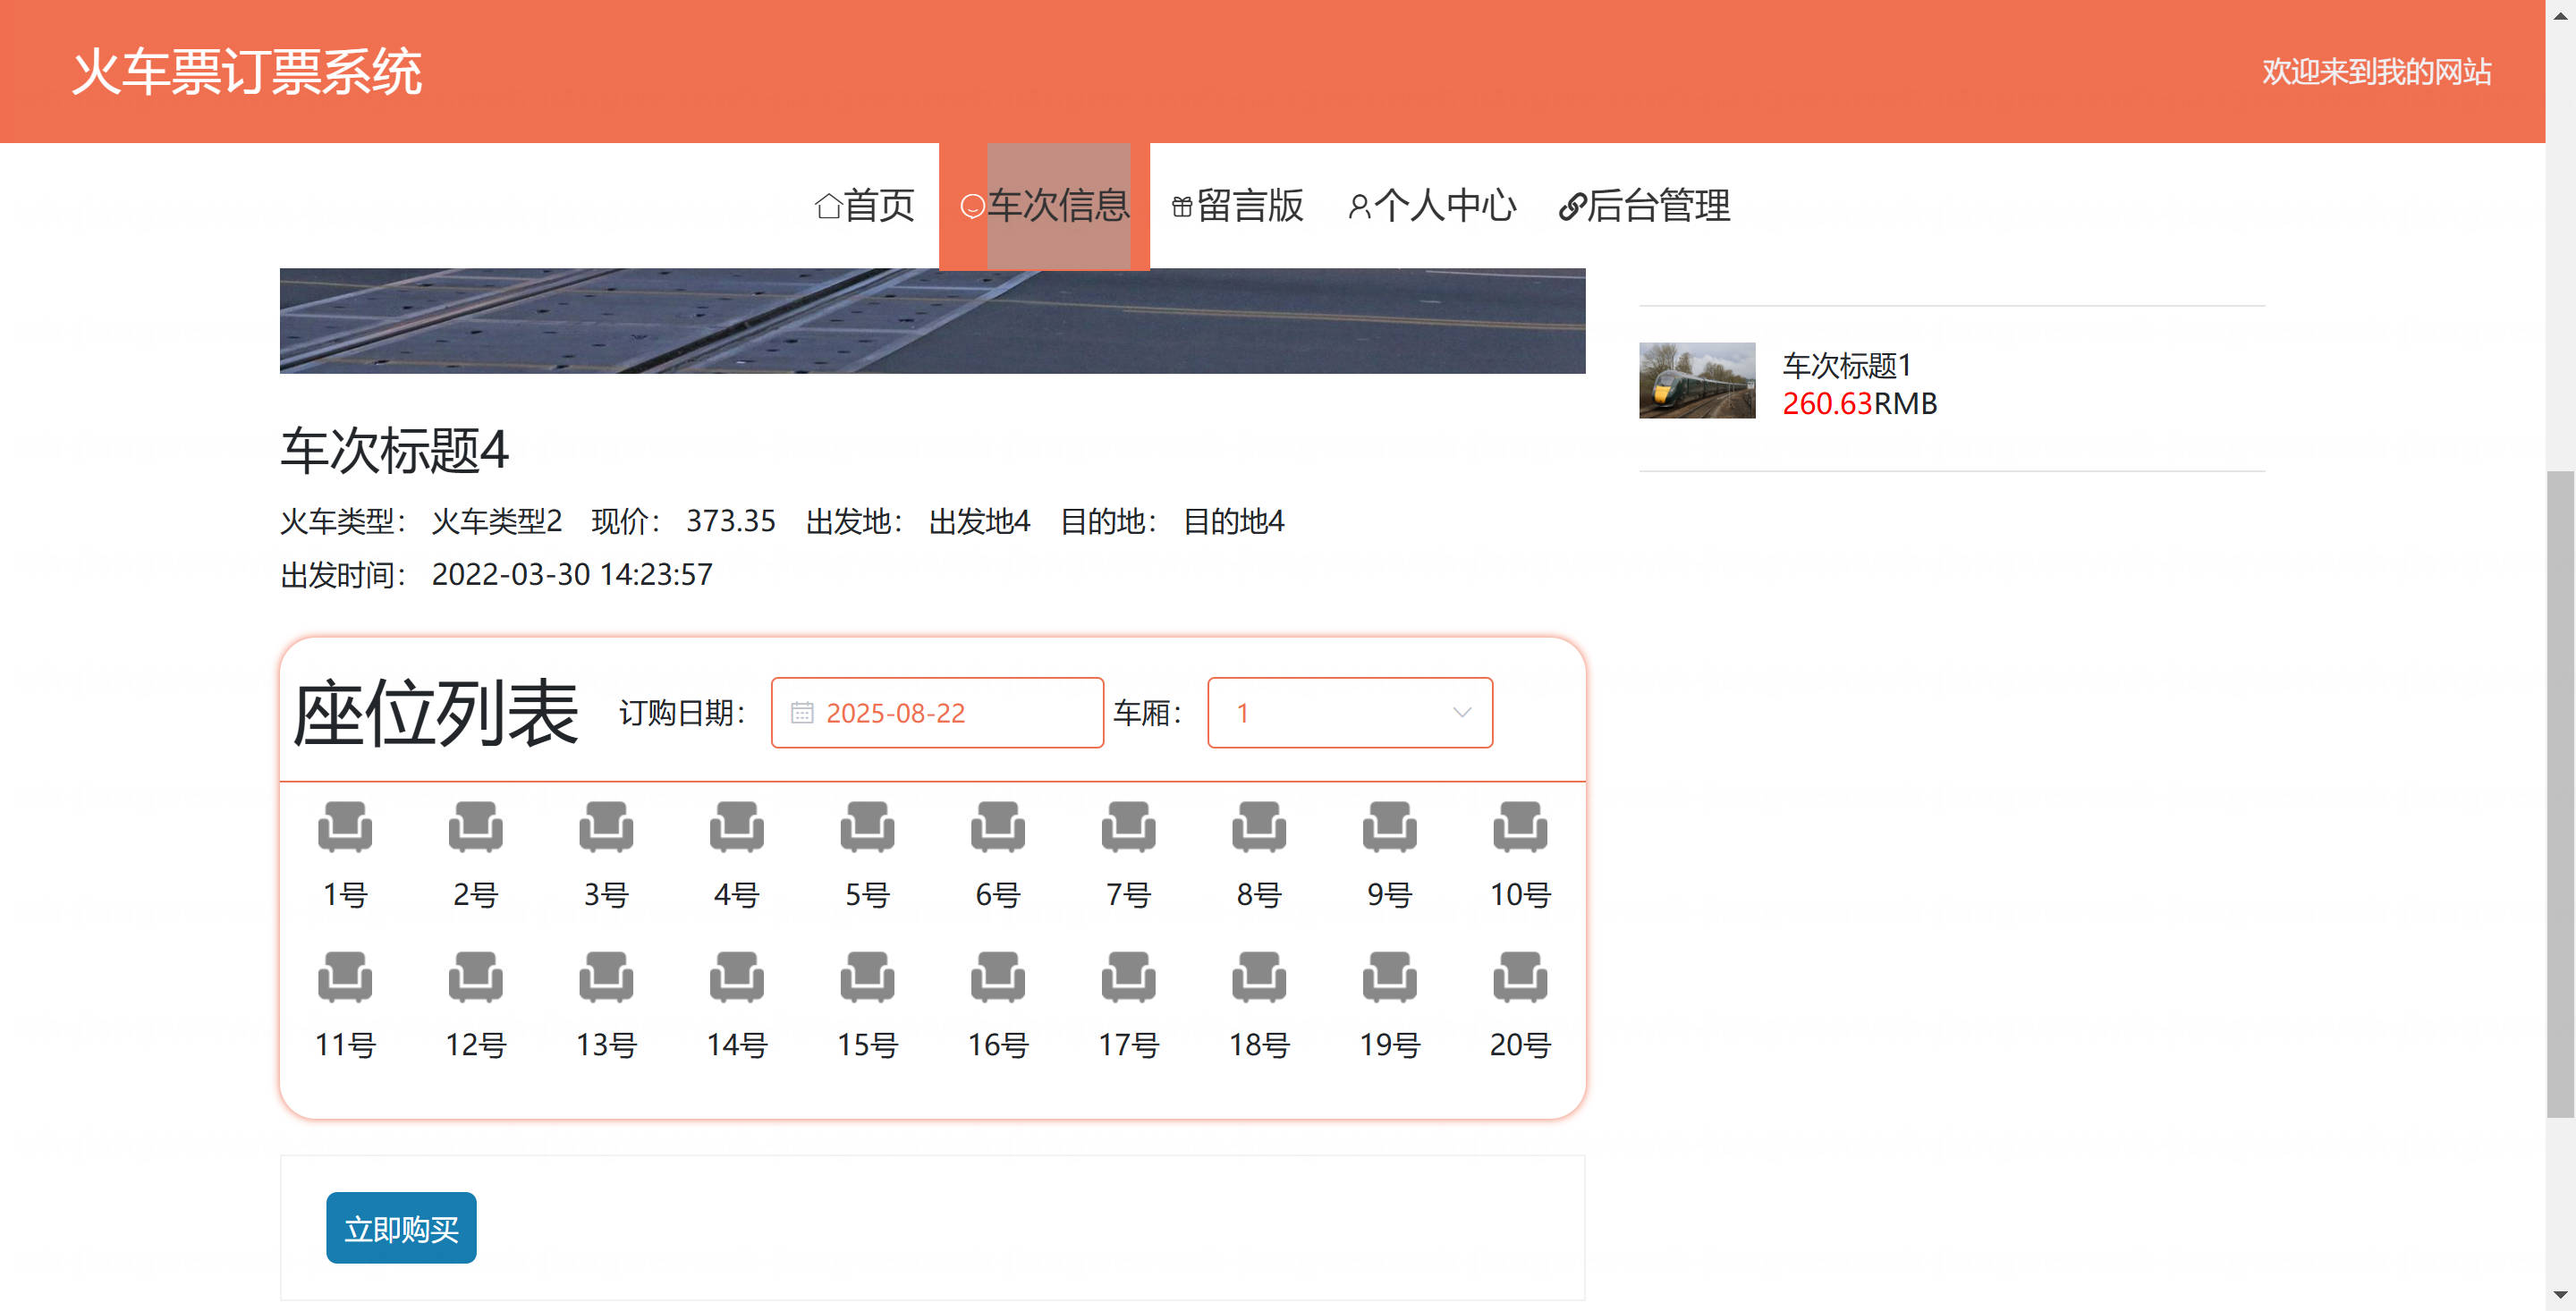 火车票订票系统
欢迎来到我的网站
首页 车次信息 留言版 个人中心 后台管理
车次标题1
260.63RMB
车次标题4
火车类型： 火车类型2 现价： 373.35 出发地： 出发地4 目的地： 目的地4
出发时间： 2022-03-30 14:23:57
座位列表 订购日期： 2025-08-22 车厢： 1
1号 2号 3号 4号 5号 6号 7号 8号 9号 10号
11号 12号 13号 14号 15号 16号 17号 18号 19号 20号
立即购买